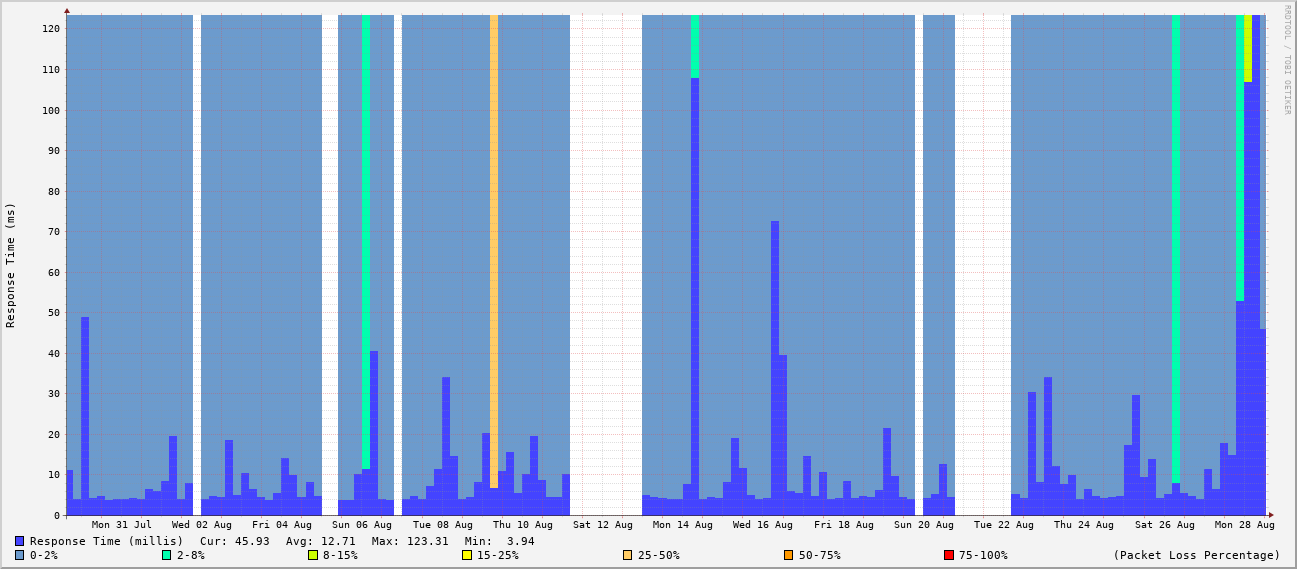 RRDTOOL / TOBI OETIKER
Response Time (ms)
120
110
100
90
80
70
60
50
40
30
20
10
0
Mon 31 Jul Wed 02 Aug Fri 04 Aug Sun 06 Aug Tue 08 Aug Thu 10 Aug Sat 12 Aug Mon 14 Aug Wed 16 Aug Fri 18 Aug Sun 20 Aug Tue 22 Aug Thu 24 Aug Sat 26 Aug Mon 28 Aug
Response Time (millis) Cur: 45.93 Avg: 12.71 Max: 123.31 Min: 3.94
0-2% 2-8% 8-15% 15-25% 25-50% 50-75% 75-100% (Packet Loss Percentage)